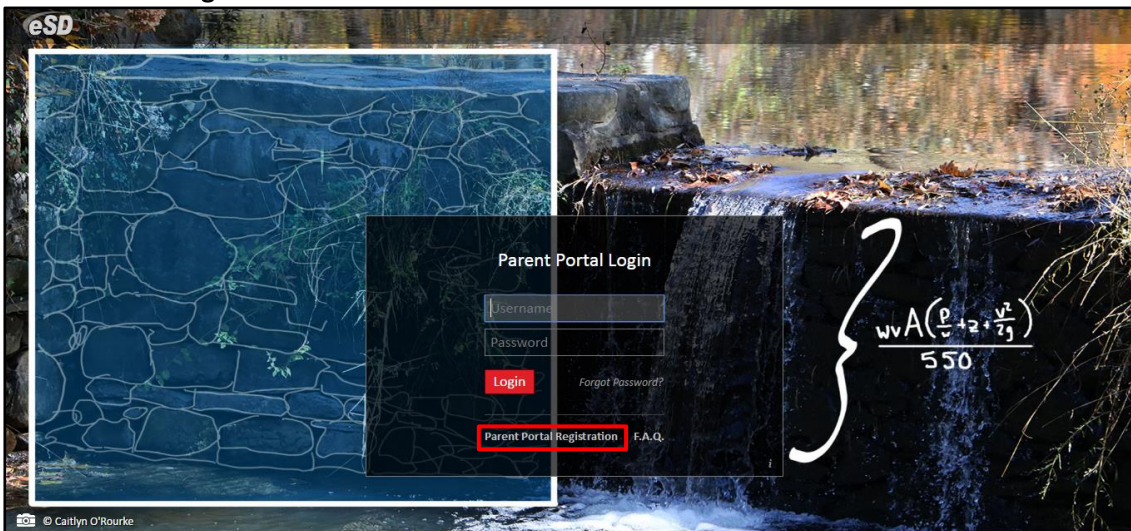 eSD
Parent Portal Login
Username
Password
Login Forgot Password?
Parent Portal Registration F.A.Q.
i
wvA(p/w+z+v²/2g)
550
© Caitlyn O'Rourke